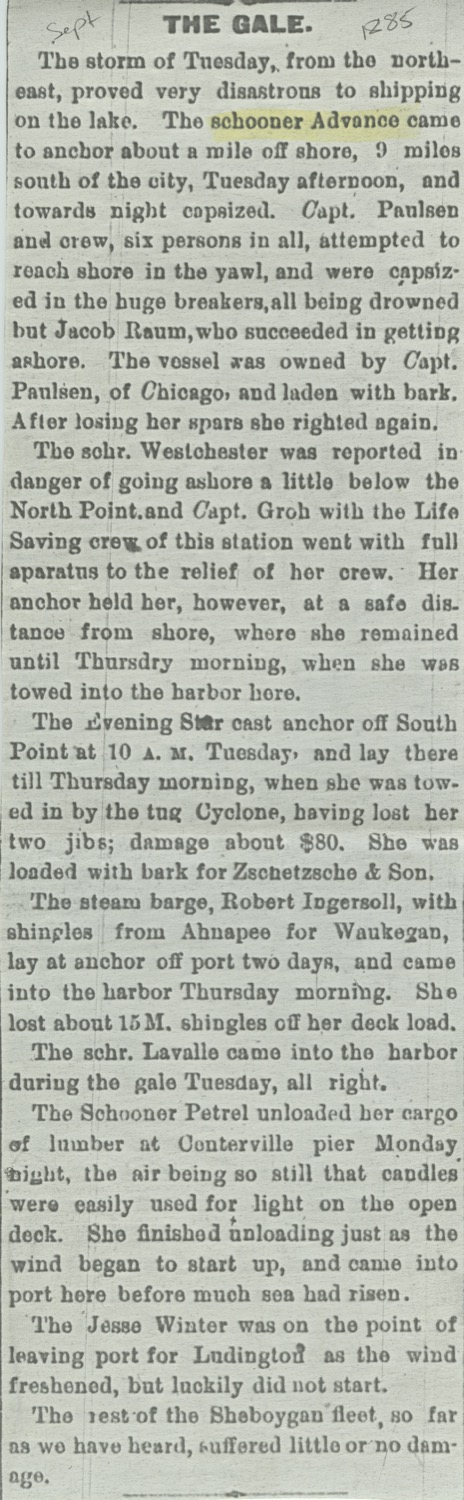 Sept 1885
THE GALE.
The storm of Tuesday, from the north-
east, proved very disastrons to shipping
on the lake. The schooner Advance came
to anchor about a mile off shore, 9 miles
south of the city, Tuesday afternoon, and
towards night capsized. Capt. Paulsen
and crew, six persons in all, attempted to
reach shore in the yawl, and were capsiz-
ed in the huge breakers, all being drowned
but Jacob Raum, who succeeded in getting
ashore. The vessel was owned by Capt.
Paulsen, of Chicago, and laden with bark.
After losing her spars she righted again.
The schr. Westchester was reported in
danger of going ashore a little below the
North Point. and Capt. Groh with the Life
Saving crew of this station went with full
aparatus to the relief of her crew. Her
anchor held her, however, at a safe dis-
tance from shore, where she remained
until Thursdry morning, when she was
towed into the harbor here.
The Evening Star cast anchor off South
Point at 10 A. M. Tuesday, and lay there
till Thursday morning, when she was tow-
ed in by the tug Cyclone, having lost her
two jibs; damage about $80. She was
loaded with bark for Zschetzsche & Son.
The steam barge, Robert Ingersoll, with
shingles from Ahnapee for Waukegan,
lay at anchor off port two days, and came
into the harbor Thursday morning. She
lost about 15 M. shingles off her deck load.
The schr. Lavalle came into the harbor
during the gale Tuesday, all right.
The Schooner Petrel unloaded her cargo
of lumber at Centerville pier Monday
night, the air being so still that candles
were easily used for light on the open
deck. She finished unloading just as the
wind began to start up, and came into
port here before much sea had risen.
The Jesse Winter was on the point of
leaving port for Ludington as the wind
freshened, but luckily did not start.
The rest of the Sheboygan fleet, so far
as we have heard, suffered little or no dam-
age.